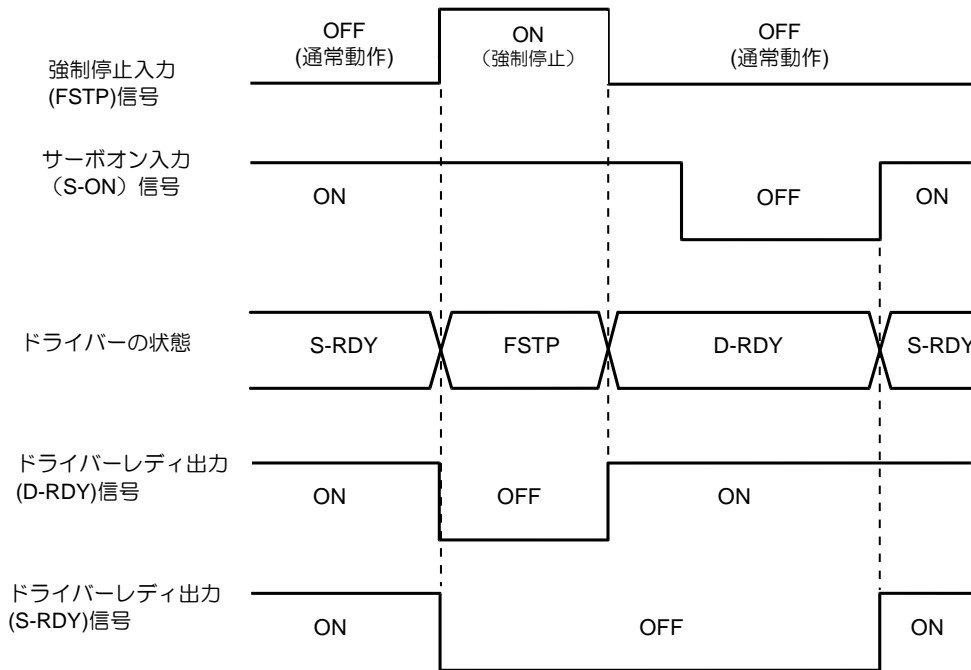 OFF
(通常動作)
ON
（強制停止）
OFF
(通常動作)
強制停止入力
(FSTP)信号
サーボオン入力
（S-ON）信号
ON
OFF
ON
ドライバーの状態
S-RDY
FSTP
D-RDY
S-RDY
ドライバーレディ出力
(D-RDY)信号
ON
OFF
ON
ドライバーレディ出力
(S-RDY)信号
ON
OFF
ON